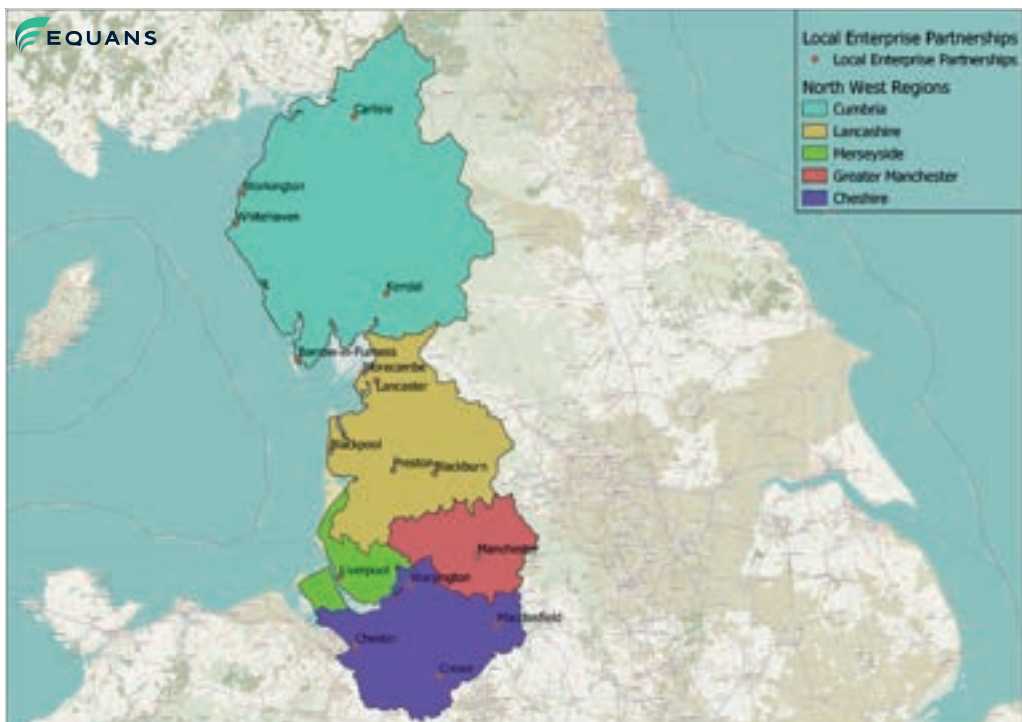 EQUANS
Local Enterprise Partnerships
Local Enterprise Partnerships
North West Regions
Cumbria
Lancashire
Merseyside
Greater Manchester
Cheshire
Carlisle
Workington
Whitehaven
Kendal
Barrow-in-Furness
Morecambe
Lancaster
Blackpool
Preston
Blackburn
Manchester
Liverpool
Warrington
Macclesfield
Chester
Crewe